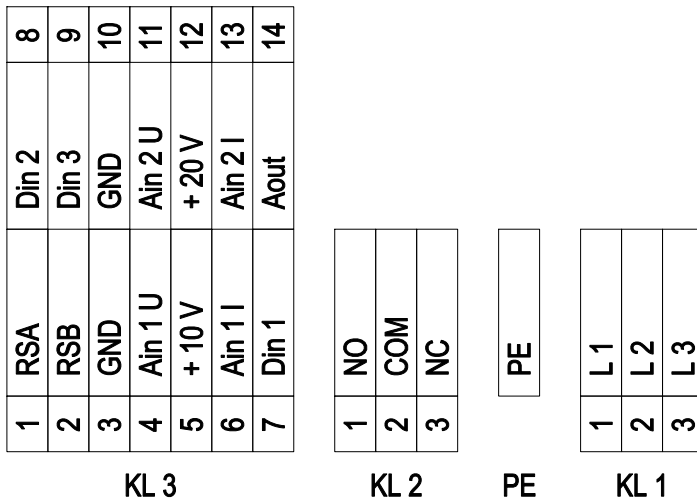 8 9 10 11 12 13 14
Din 2 Din 3 GND Ain 2 U + 20 V Ain 2 I Aout
RSA RSB GND Ain 1 U + 10 V Ain 1 I Din 1 NO COM NC PE L 1 L 2 L 3
1 2 3 4 5 6 7 1 2 3 1 2 3
KL 3 KL 2 PE KL 1